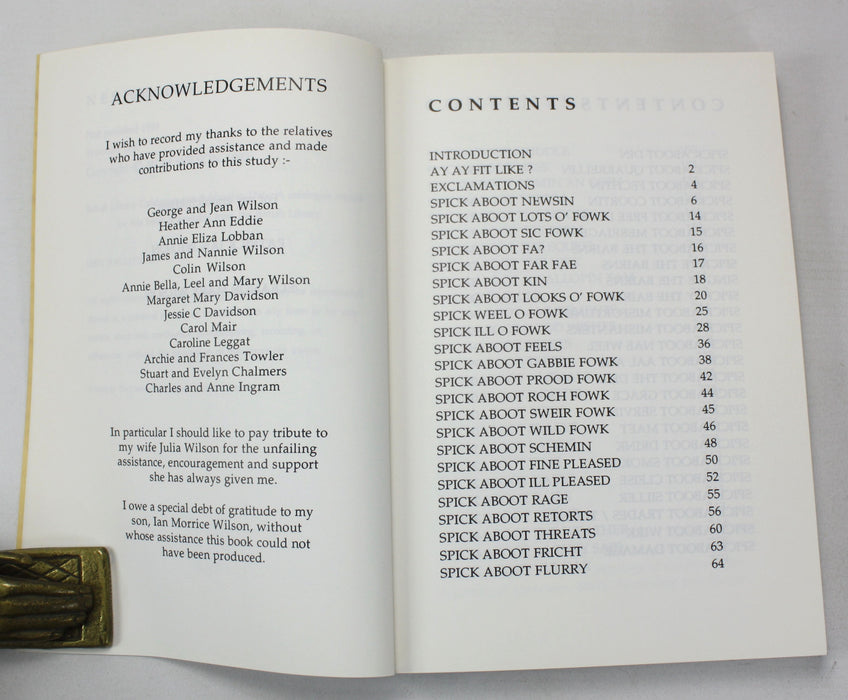 ACKNOWLEDGEMENTS
I wish to record my thanks to the relatives
who have provided assistance and made
contributions to this study :-
George and Jean Wilson
Heather Ann Eddie
Annie Eliza Lobban
James and Nannie Wilson
Colin Wilson
Annie Bella, Leel and Mary Wilson
Margaret Mary Davidson
Jessie C Davidson
Carol Mair
Caroline Leggat
Archie and Frances Towler
Stuart and Evelyn Chalmers
Charles and Anne Ingram
In particular I should like to pay tribute to
my wife Julia Wilson for the unfailing
assistance, encouragement and support
she has always given me.
I owe a special debt of gratitude to my
son, Ian Morrice Wilson, without
whose assistance this book could not
have been produced.
CONTENTS
INTRODUCTION
AY AY FIT LIKE ? 2
EXCLAMATIONS 4
SPICK ABOOT NEWSIN 6
SPICK ABOOT LOTS O' FOWK 14
SPICK ABOOT SIC FOWK 15
SPICK ABOOT FA? 16
SPICK ABOOT FAR FAE 17
SPICK ABOOT KIN 18
SPICK ABOOT LOOKS O' FOWK 20
SPICK WEEL O FOWK 25
SPICK ILL O FOWK 28
SPICK ABOOT FEELS 36
SPICK ABOOT GABBIE FOWK 38
SPICK ABOOT PROOD FOWK 42
SPICK ABOOT ROCH FOWK 44
SPICK ABOOT SWEIR FOWK 45
SPICK ABOOT WILD FOWK 46
SPICK ABOOT SCHEMIN 48
SPICK ABOOT FINE PLEASED 50
SPICK ABOOT ILL PLEASED 52
SPICK ABOOT RAGE 55
SPICK ABOOT RETORTS 56
SPICK ABOOT THREATS 60
SPICK ABOOT FRICHT 63
SPICK ABOOT FLURRY 64